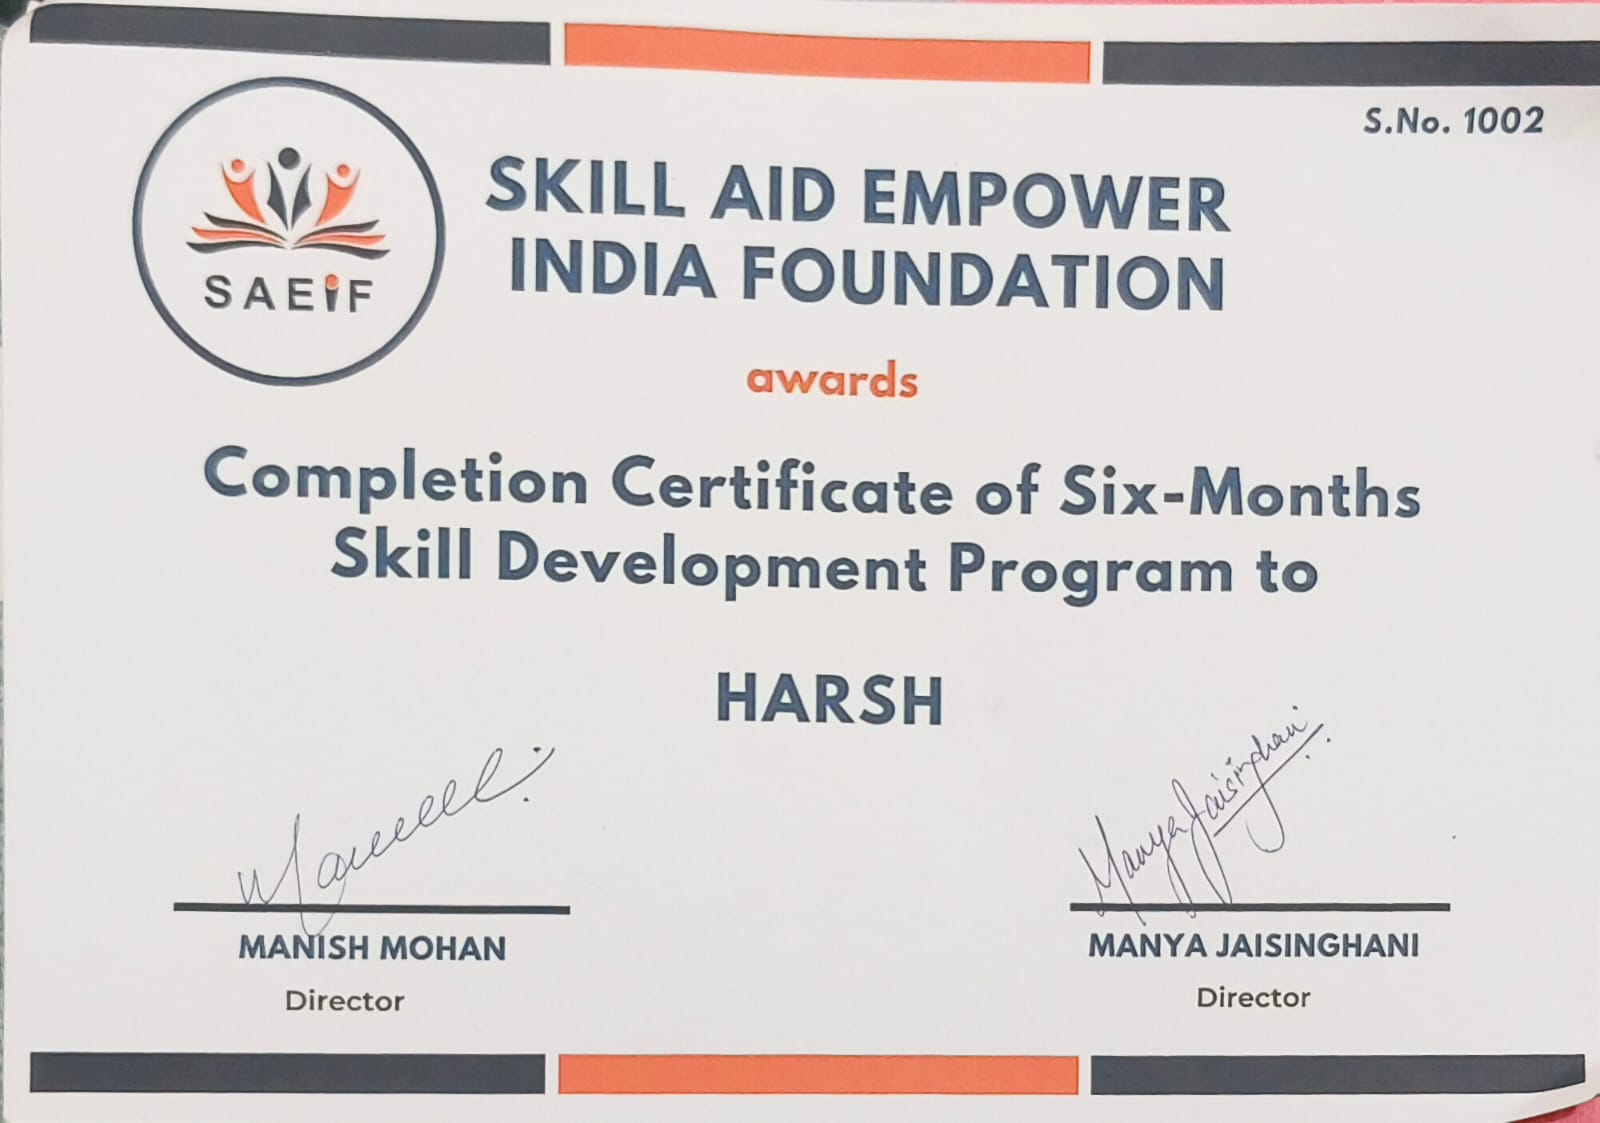 S.No. 1002
SAEiF
SKILL AID EMPOWER
INDIA FOUNDATION
awards
Completion Certificate of Six-Months
Skill Development Program to
HARSH
Manya Jaisinghani
MANISH MOHAN
MANYA JAISINGHANI
Director
Director